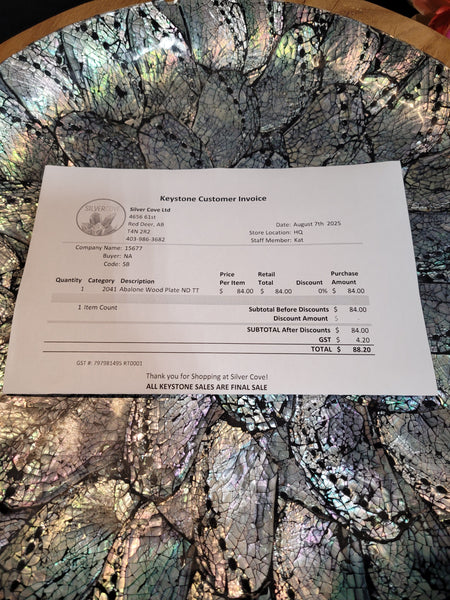 Keystone Customer Invoice
SILVERCOVE
Silver Cove Ltd
4656 61st
Red Deer, AB
T4N 2R2
403-986-3682
Date: August 7th 2025
Store Location: HQ
Staff Member: Kat
Company Name: 15677
Buyer: NA
Code: SB
Quantity Category Description Price Per Item Retail Total Discount Purchase Amount
1 2041 Abalone Wood Plate ND TT $ 84.00 $ 84.00 0% $ 84.00
1 Item Count
Subtotal Before Discounts $ 84.00
Discount Amount $
SUBTOTAL After Discounts $ 84.00
GST $ 4.20
TOTAL $ 88.20
GST #: 797981495 RT0001
Thank you for Shopping at Silver Cove!
ALL KEYSTONE SALES ARE FINAL SALE